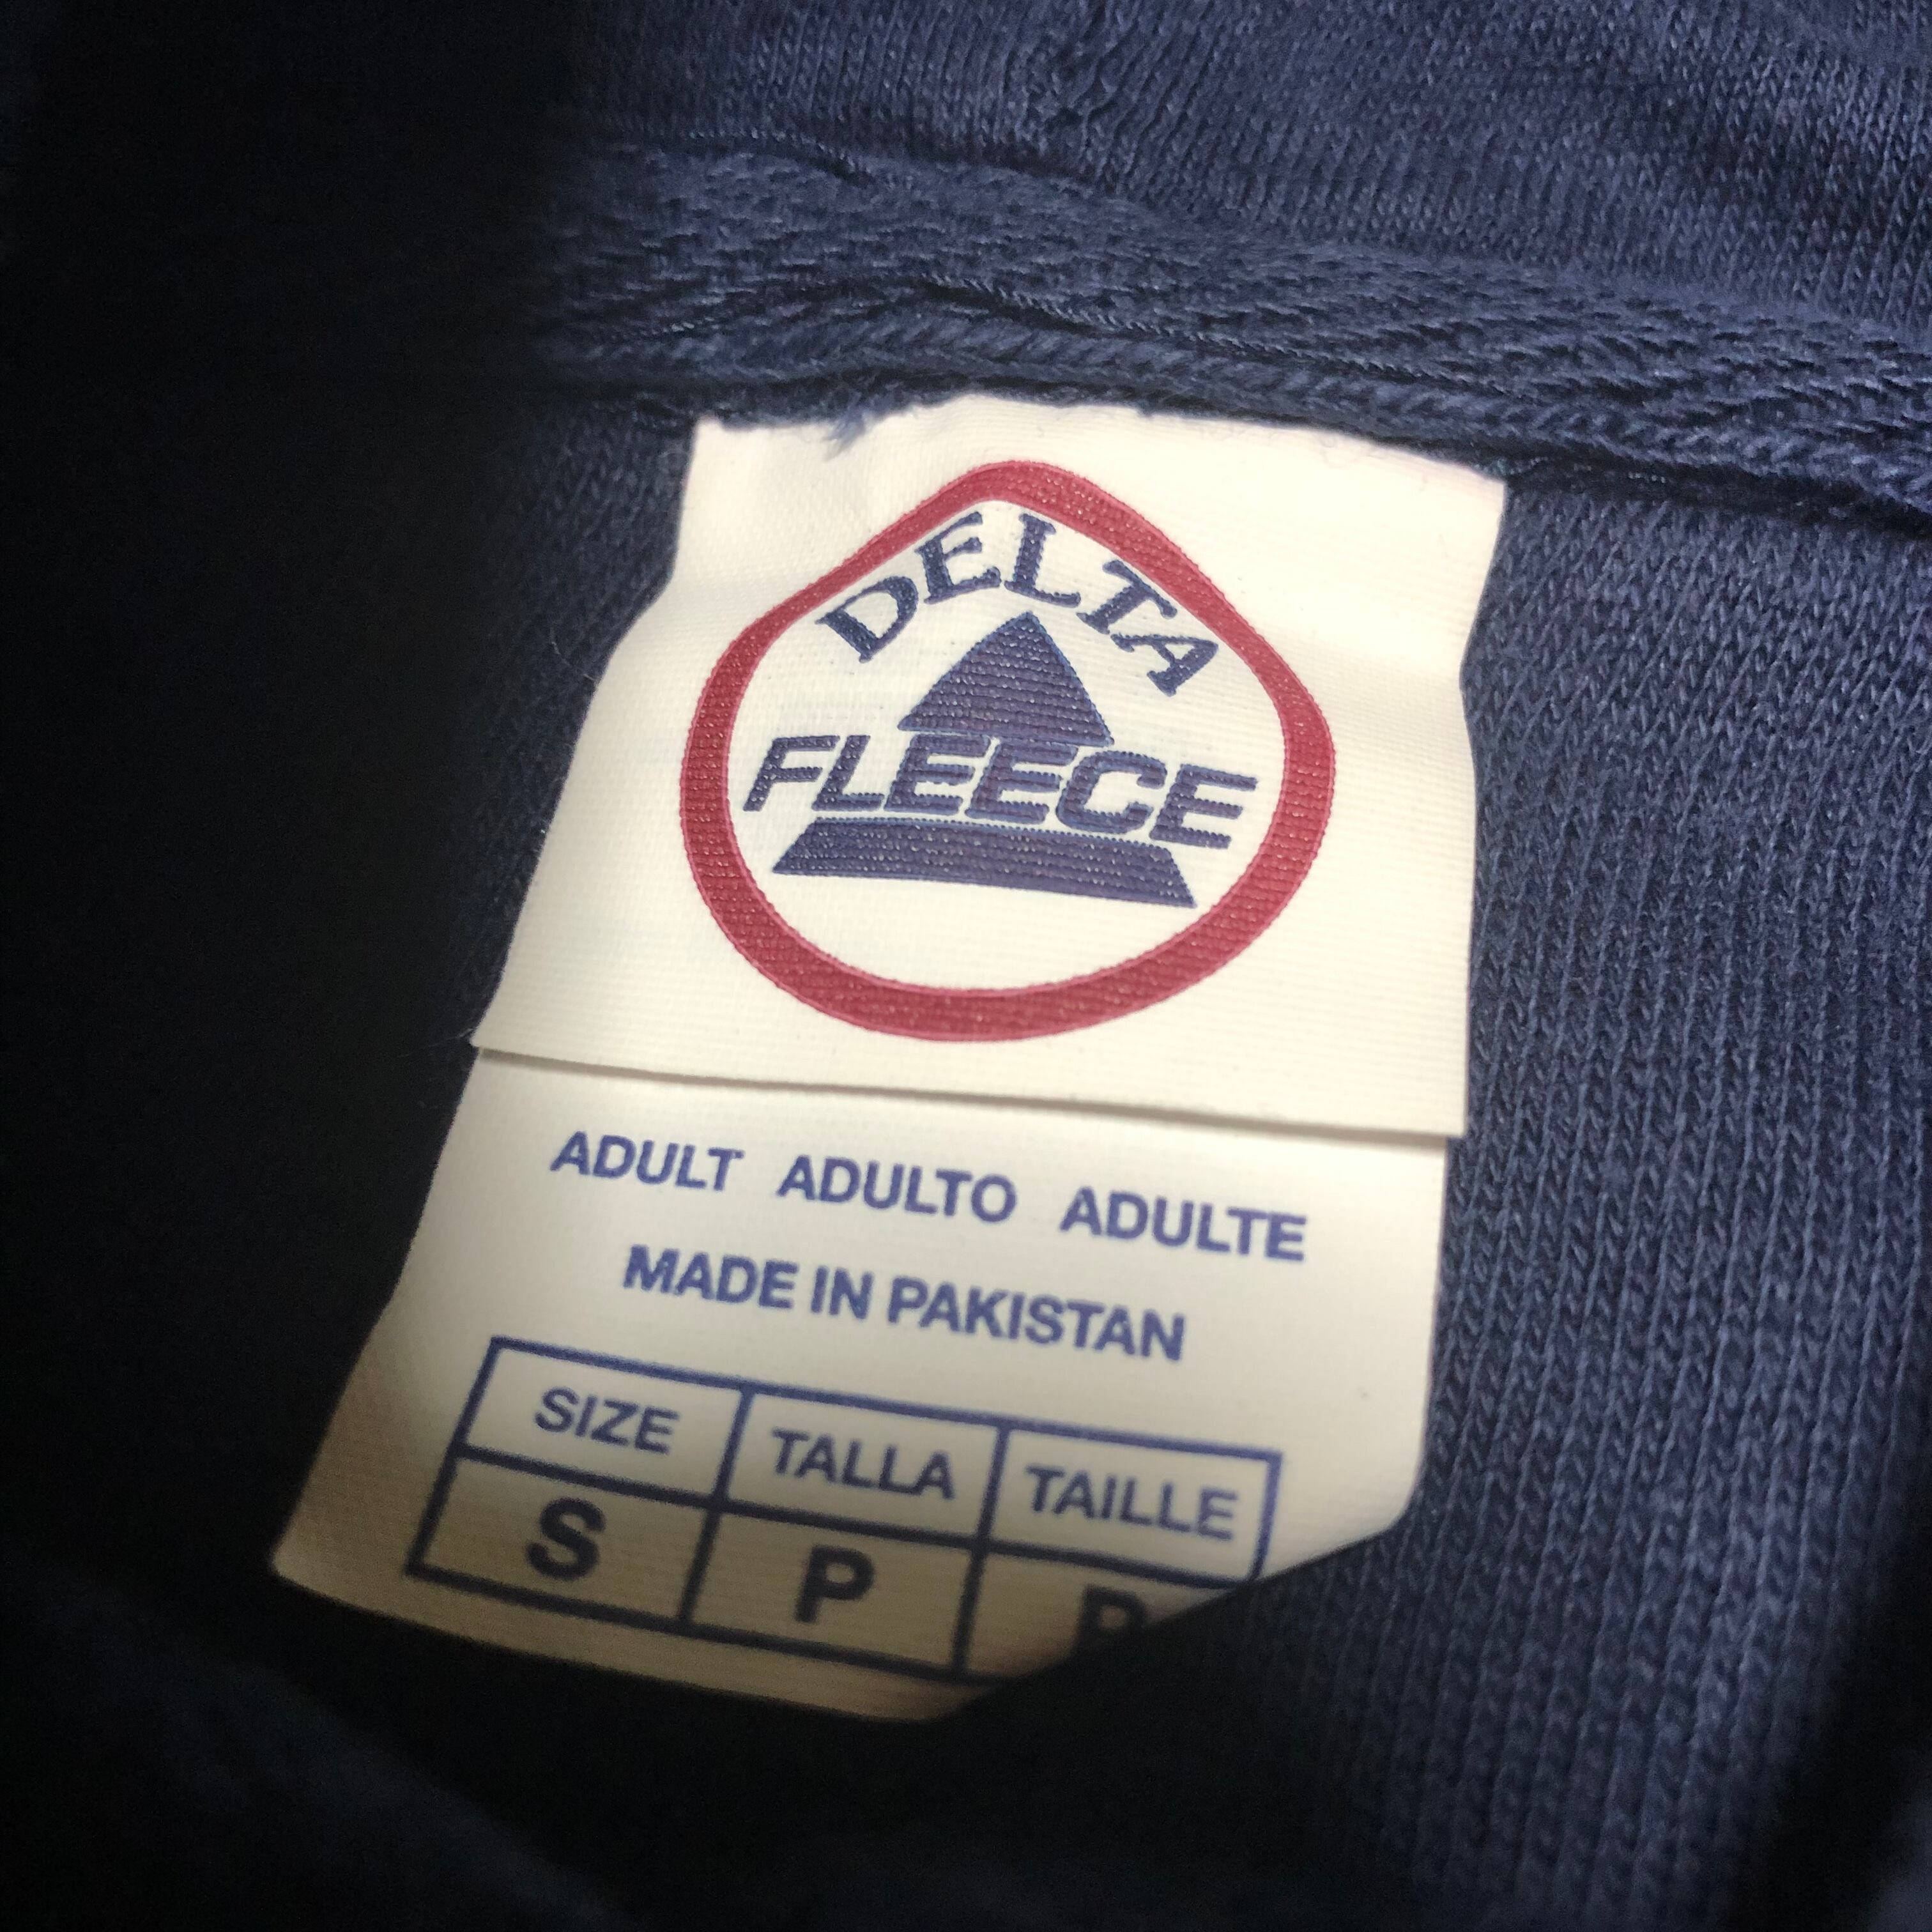 DELTA
FLEECE
ADULT ADULTO ADULTE
MADE IN PAKISTAN
SIZE TALLA TAILLE
S P P